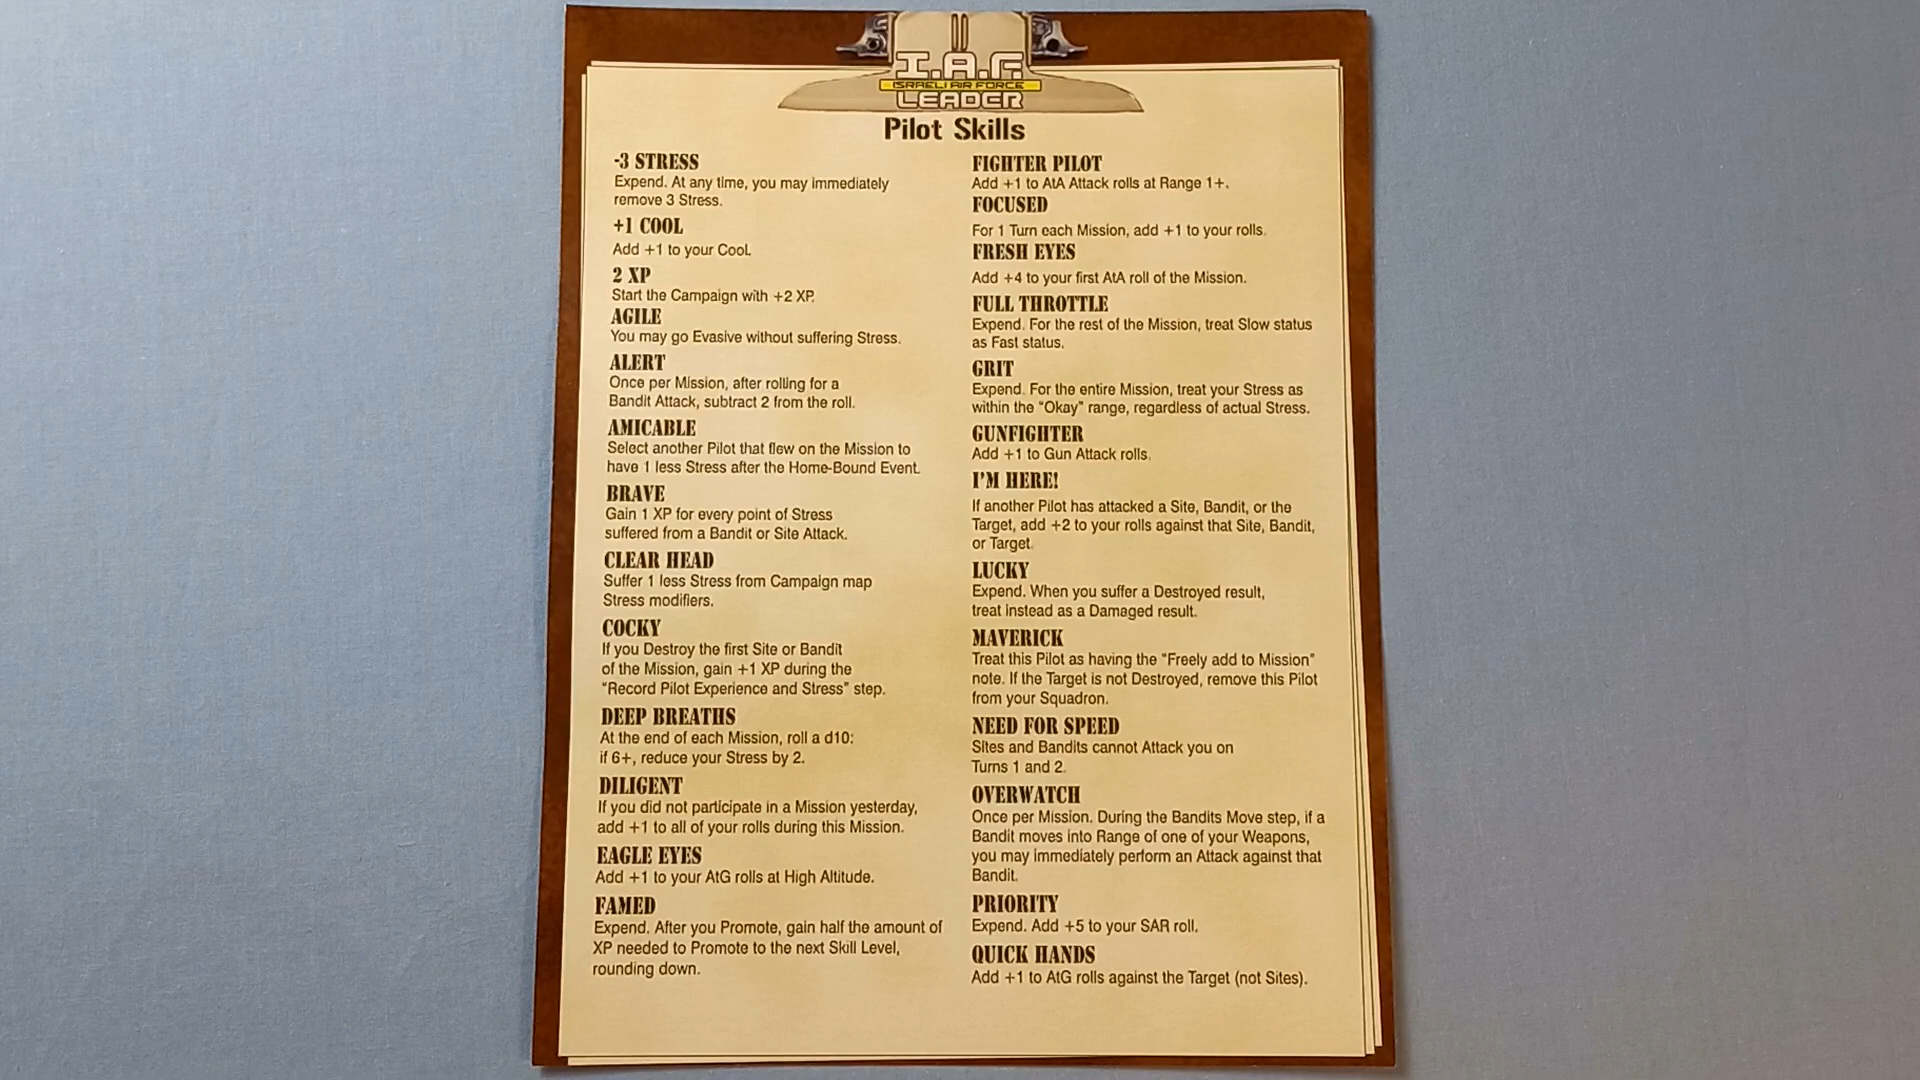 I.A.F.
ISRAELI AIR FORCE
LEADER
Pilot Skills
-3 STRESS
Expend. At any time, you may immediately
remove 3 Stress.
+1 COOL
Add +1 to your Cool.
2 XP
Start the Campaign with +2 XP.
AGILE
You may go Evasive without suffering Stress.
ALERT
Once per Mission, after rolling for a
Bandit Attack, subtract 2 from the roll.
AMICABLE
Select another Pilot that flew on the Mission to
have 1 less Stress after the Home-Bound Event.
BRAVE
Gain 1 XP for every point of Stress
suffered from a Bandit or Site Attack.
CLEAR HEAD
Suffer 1 less Stress from Campaign map
Stress modifiers.
COCKY
If you Destroy the first Site or Bandit
of the Mission, gain +1 XP during the
"Record Pilot Experience and Stress" step.
DEEP BREATHS
At the end of each Mission, roll a d10:
if 6+, reduce your Stress by 2.
DILIGENT
If you did not participate in a Mission yesterday,
add +1 to all of your rolls during this Mission.
EAGLE EYES
Add +1 to your AtG rolls at High Altitude.
FAMED
Expend. After you Promote, gain half the amount of
XP needed to Promote to the next Skill Level,
rounding down.
FIGHTER PILOT
Add +1 to AtA Attack rolls at Range 1+.
FOCUSED
For 1 Turn each Mission, add +1 to your rolls.
FRESH EYES
Add +4 to your first AtA roll of the Mission.
FULL THROTTLE
Expend. For the rest of the Mission, treat Slow status
as Fast status.
GRIT
Expend. For the entire Mission, treat your Stress as
within the "Okay" range, regardless of actual Stress.
GUNFIGHTER
Add +1 to Gun Attack rolls.
I'M HERE!
If another Pilot has attacked a Site, Bandit, or the
Target, add +2 to your rolls against that Site, Bandit,
or Target.
LUCKY
Expend. When you suffer a Destroyed result,
treat instead as a Damaged result.
MAVERICK
Treat this Pilot as having the "Freely add to Mission"
note. If the Target is not Destroyed, remove this Pilot
from your Squadron.
NEED FOR SPEED
Sites and Bandits cannot Attack you on
Turns 1 and 2.
OVERWATCH
Once per Mission. During the Bandits Move step, if a
Bandit moves into Range of one of your Weapons,
you may immediately perform an Attack against that
Bandit.
PRIORITY
Expend. Add +5 to your SAR roll.
QUICK HANDS
Add +1 to AtG rolls against the Target (not Sites).